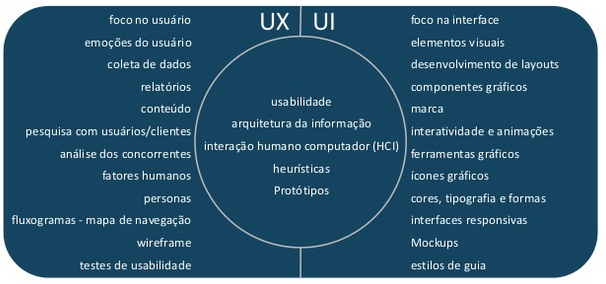 UX UI
foco no usuário
emoções do usuário
coleta de dados
relatórios
conteúdo
pesquisa com usuários/clientes
análise dos concorrentes
fatores humanos
personas
fluxogramas - mapa de navegação
wireframe
testes de usabilidade
usabilidade
arquitetura da informação
interação humano computador (HCI)
heurísticas
Protótipos
foco na interface
elementos visuais
desenvolvimento de layouts
componentes gráficos
marca
interatividade e animações
ferramentas gráficos
ícones gráficos
cores, tipografia e formas
interfaces responsivas
Mockups
estilos de guia